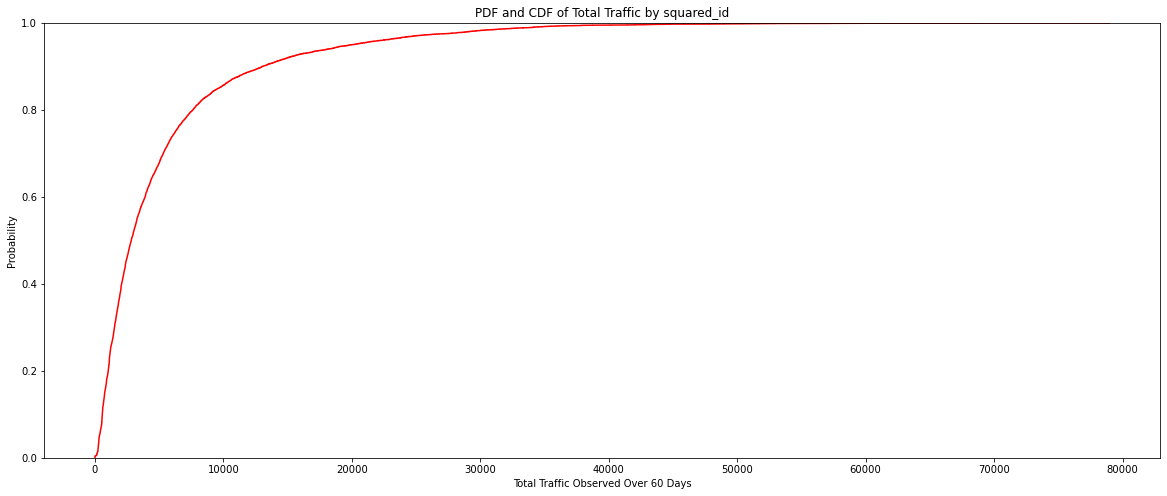 PDF and CDF of Total Traffic by squared_id
1.0
0.8
0.6
0.4
0.2
0.0
Probability
0 10000 20000 30000 40000 50000 60000 70000 80000
Total Traffic Observed Over 60 Days